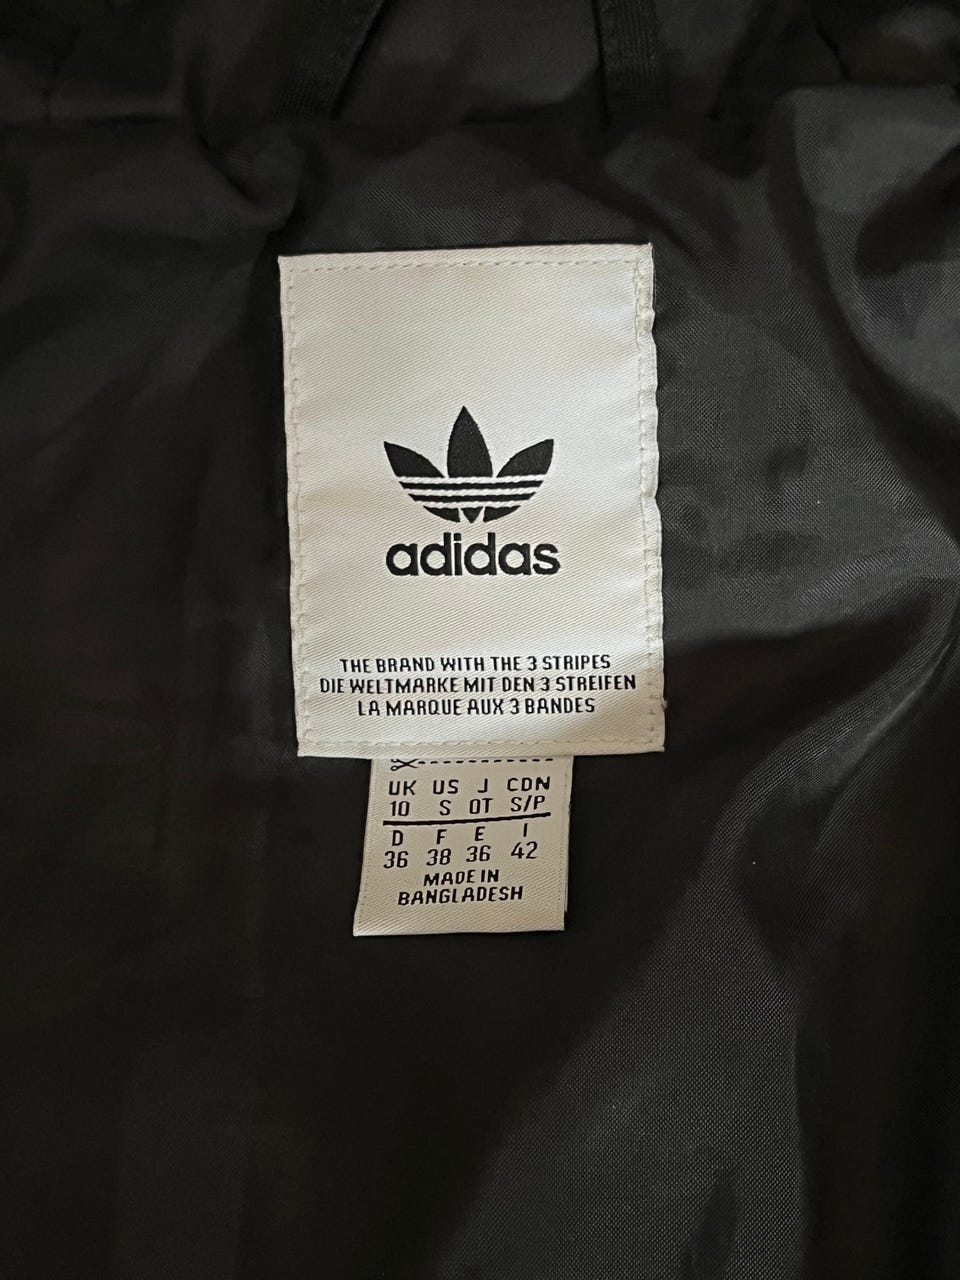 adidas
THE BRAND WITH THE 3 STRIPES
DIE WELTMARKE MIT DEN 3 STREIFEN
LA MARQUE AUX 3 BANDES
UK US J CDN
10 S OT S/P
D F E I
36 38 36 42
MADE IN
BANGLADESH